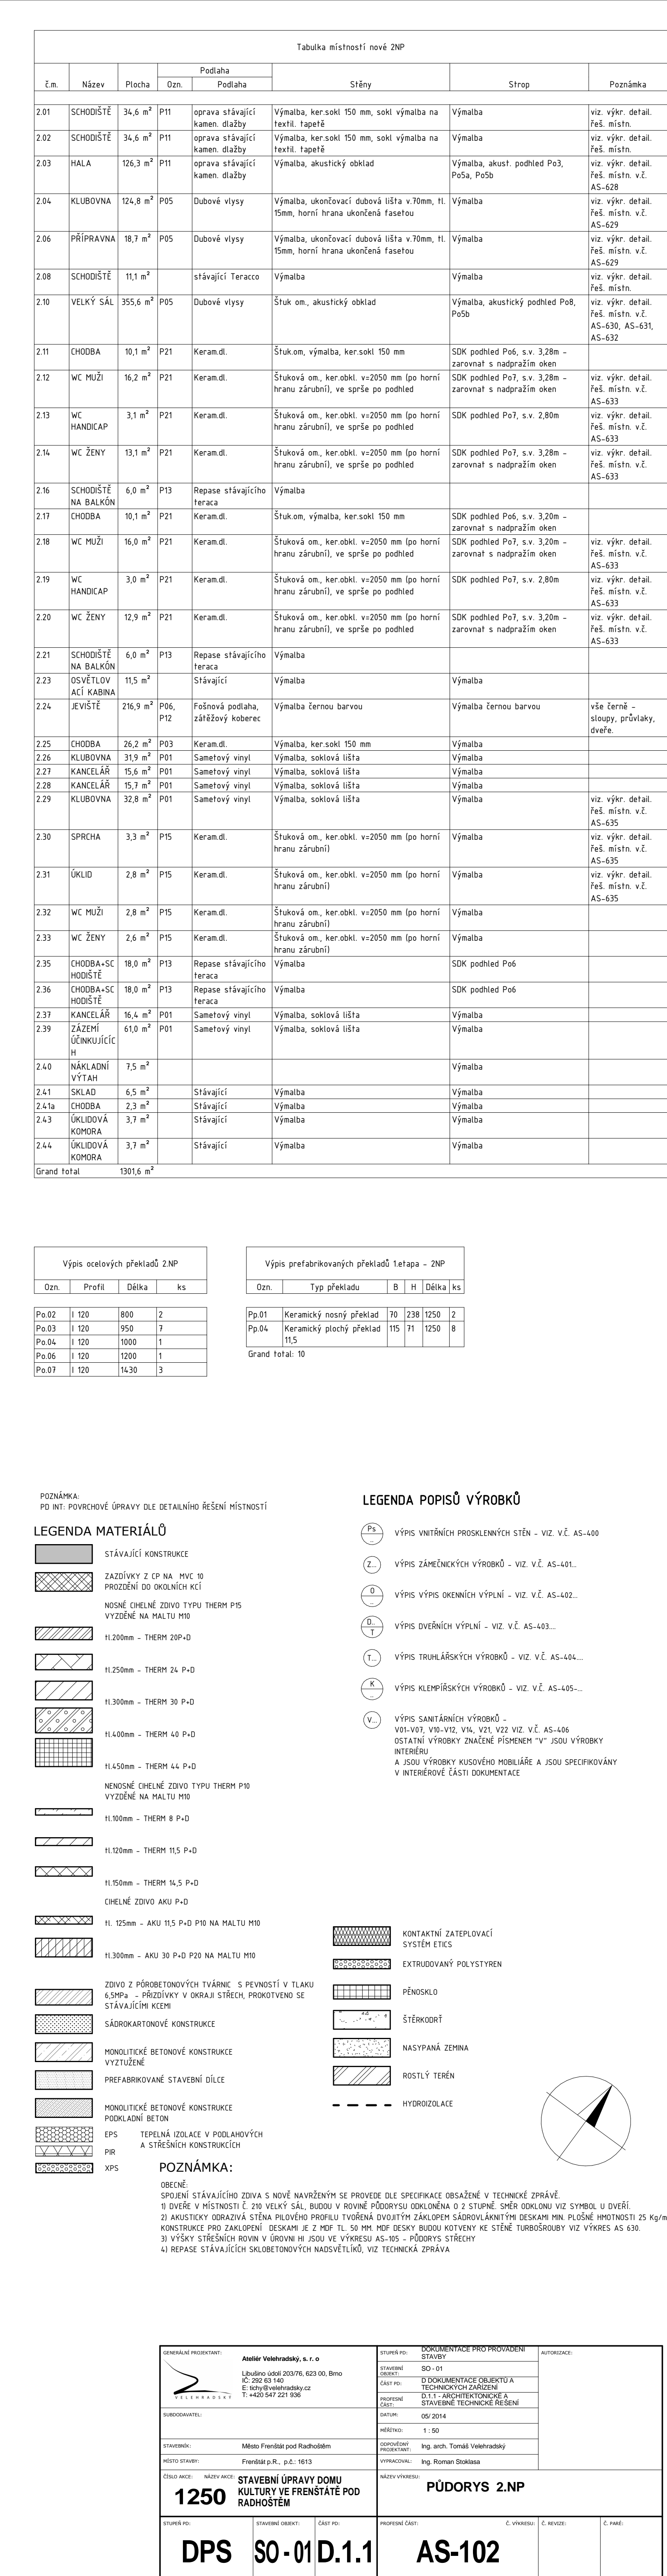 Tabulka místností nové 2NP
Podlaha
č.m. Název Plocha Ozn. Podlaha Stěny Strop Poznámka
2.01 SCHODIŠTĚ 34,6 m² P11 oprava stávající Výmalba, ker.sokl 150 mm, sokl výmalba na Výmalba viz. výkr. detail.
kamen. dlažby textil. tapetě řeš. místn.
2.02 SCHODIŠTĚ 34,6 m² P11 oprava stávající Výmalba, ker.sokl 150 mm, sokl výmalba na Výmalba viz. výkr. detail.
kamen. dlažby textil. tapetě řeš. místn.
2.03 HALA 126,3 m² P11 oprava stávající Výmalba, akustický obklad Výmalba, akust. podhled Po3, viz. výkr. detail.
kamen. dlažby Po5a, Po5b řeš. místn. v.č.
AS-628
2.04 KLUBOVNA 124,8 m² P05 Dubové vlysy Výmalba, ukončovací dubová lišta v.70mm, tl. Výmalba viz. výkr. detail.
15mm, horní hrana ukončená fasetou řeš. místn. v.č.
AS-629
2.06 PŘÍPRAVNA 18,7 m² P05 Dubové vlysy Výmalba, ukončovací dubová lišta v.70mm, tl. Výmalba viz. výkr. detail.
15mm, horní hrana ukončená fasetou řeš. místn. v.č.
AS-629
2.08 SCHODIŠTĚ 11,1 m² stávající Teracco Výmalba Výmalba viz. výkr. detail.
řeš. místn.
2.10 VELKÝ SÁL 355,6 m² P05 Dubové vlysy Štuk om., akustický obklad Výmalba, akustický podhled Po8, viz. výkr. detail.
Po5b řeš. místn. v.č.
AS-630, AS-631,
AS-632
2.11 CHODBA 10,1 m² P21 Keram.dl. Štuk.om, výmalba, ker.sokl 150 mm SDK podhled Po6, s.v. 3,28m -
zarovnat s nadpražím oken
2.12 WC MUŽI 16,2 m² P21 Keram.dl. Štuková om., ker.obkl. v=2050 mm (po horní SDK podhled Po7, s.v. 3,28m - viz. výkr. detail.
hranu zárubní), ve sprše po podhled zarovnat s nadpražím oken řeš. místn. v.č.
AS-633
2.13 WC 3,1 m² P21 Keram.dl. Štuková om., ker.obkl. v=2050 mm (po horní SDK podhled Po7, s.v. 2,80m viz. výkr. detail.
HANDICAP hranu zárubní), ve sprše po podhled řeš. místn. v.č.
AS-633
2.14 WC ŽENY 13,1 m² P21 Keram.dl. Štuková om., ker.obkl. v=2050 mm (po horní SDK podhled Po7, s.v. 3,28m - viz. výkr. detail.
hranu zárubní), ve sprše po podhled zarovnat s nadpražím oken řeš. místn. v.č.
AS-633
2.16 SCHODIŠTĚ 6,0 m² P13 Repase stávajícího Výmalba
NA BALKÓN teraca
2.17 CHODBA 10,1 m² P21 Keram.dl. Štuk.om, výmalba, ker.sokl 150 mm SDK podhled Po6, s.v. 3,20m -
zarovnat s nadpražím oken
2.18 WC MUŽI 16,0 m² P21 Keram.dl. Štuková om., ker.obkl. v=2050 mm (po horní SDK podhled Po7, s.v. 3,20m - viz. výkr. detail.
hranu zárubní), ve sprše po podhled zarovnat s nadpražím oken řeš. místn. v.č.
AS-633
2.19 WC 3,0 m² P21 Keram.dl. Štuková om., ker.obkl. v=2050 mm (po horní SDK podhled Po7, s.v. 2,80m viz. výkr. detail.
HANDICAP hranu zárubní), ve sprše po podhled řeš. místn. v.č.
AS-633
2.20 WC ŽENY 12,9 m² P21 Keram.dl. Štuková om., ker.obkl. v=2050 mm (po horní SDK podhled Po7, s.v. 3,20m - viz. výkr. detail.
hranu zárubní), ve sprše po podhled zarovnat s nadpražím oken řeš. místn. v.č.
AS-633
2.21 SCHODIŠTĚ 6,0 m² P13 Repase stávajícího Výmalba
NA BALKÓN teraca
2.23 OSVĚTLOV 11,5 m² Stávající Výmalba Výmalba
ACÍ KABINA
2.24 JEVIŠTĚ 216,9 m² P06, Fošnová podlaha, Výmalba černou barvou Výmalba černou barvou vše černě -
P12 zátěžový koberec sloupy, průvlaky,
dveře.
2.25 CHODBA 26,2 m² P03 Keram.dl. Výmalba, ker.sokl 150 mm Výmalba
2.26 KLUBOVNA 31,9 m² P01 Sametový vinyl Výmalba, soklová lišta Výmalba
2.27 KANCELÁŘ 15,6 m² P01 Sametový vinyl Výmalba, soklová lišta Výmalba
2.28 KANCELÁŘ 15,7 m² P01 Sametový vinyl Výmalba, soklová lišta Výmalba
2.29 KLUBOVNA 32,8 m² P01 Sametový vinyl Výmalba, soklová lišta Výmalba viz. výkr. detail.
řeš. místn. v.č.
AS-635
2.30 SPRCHA 3,3 m² P15 Keram.dl. Štuková om., ker.obkl. v=2050 mm (po horní Výmalba viz. výkr. detail.
hranu zárubní) řeš. místn. v.č.
AS-635
2.31 ÚKLID 2,8 m² P15 Keram.dl. Štuková om., ker.obkl. v=2050 mm (po horní Výmalba viz. výkr. detail.
hranu zárubní) řeš. místn. v.č.
AS-635
2.32 WC MUŽI 2,8 m² P15 Keram.dl. Štuková om., ker.obkl. v=2050 mm (po horní Výmalba
hranu zárubní)
2.33 WC ŽENY 2,6 m² P15 Keram.dl. Štuková om., ker.obkl. v=2050 mm (po horní Výmalba
hranu zárubní)
2.35 CHODBA+SC 18,0 m² P13 Repase stávajícího Výmalba SDK podhled Po6
HODIŠTĚ teraca
2.36 CHODBA+SC 18,0 m² P13 Repase stávajícího Výmalba SDK podhled Po6
HODIŠTĚ teraca
2.37 KANCELÁŘ 16,4 m² P01 Sametový vinyl Výmalba, soklová lišta Výmalba
2.39 ZÁZEMÍ 61,0 m² P01 Sametový vinyl Výmalba, soklová lišta Výmalba
ÚČINKUJÍCÍC
H
2.40 NÁKLADNÍ 7,5 m² Výmalba
VÝTAH
2.41 SKLAD 6,5 m² Stávající Výmalba Výmalba
2.41a CHODBA 2,3 m² Stávající Výmalba Výmalba
2.43 ÚKLIDOVÁ 3,7 m² Stávající Výmalba Výmalba
KOMORA
2.44 ÚKLIDOVÁ 3,7 m² Stávající Výmalba Výmalba
KOMORA
Grand total 1301,6 m²
Výpis ocelových překladů 2.NP
Ozn. Profil Délka ks
Po.02 I 120 800 2
Po.03 I 120 950 7
Po.04 I 120 1000 1
Po.06 I 120 1200 1
Po.07 I 120 1430 3
Výpis prefabrikovaných překladů 1.etapa - 2NP
Ozn. Typ překladu B H Délka ks
Pp.01 Keramický nosný překlad 70 238 1250 2
Pp.04 Keramický plochý překlad 115 71 1250 8
11,5
Grand total: 10
POZNÁMKA:
PD INT: POVRCHOVÉ ÚPRAVY DLE DETAILNÍHO ŘEŠENÍ MÍSTNOSTÍ
LEGENDA MATERIÁLŮ
STÁVAJÍCÍ KONSTRUKCE
ZAZDÍVKY Z CP NA MVC 10
PROZDĚNÍ DO OKOLNÍCH KCÍ
NOSNÉ CIHELNÉ ZDIVO TYPU THERM P15
VYZDĚNÉ NA MALTU M10
tl.200mm - THERM 20P+D
tl.250mm - THERM 24 P+D
tl.300mm - THERM 30 P+D
tl.400mm - THERM 40 P+D
tl.450mm - THERM 44 P+D
NENOSNÉ CIHELNÉ ZDIVO TYPU THERM P10
VYZDĚNÉ NA MALTU M10
tl.100mm - THERM 8 P+D
tl.120mm - THERM 11,5 P+D
tl.150mm - THERM 14,5 P+D
CIHELNÉ ZDIVO AKU P+D
tl. 125mm - AKU 11,5 P+D P10 NA MALTU M10
tl.300mm - AKU 30 P+D P20 NA MALTU M10
ZDIVO Z PÓROBETONOVÝCH TVÁRNIC S PEVNOSTÍ V TLAKU
6,5MPa - PŘIZDÍVKY V OKRAJI STŘECH, PROKOTVENO SE
STÁVAJÍCÍMI KCEMI
SÁDROKARTONOVÉ KONSTRUKCE
MONOLITICKÉ BETONOVÉ KONSTRUKCE
VYZTUŽENÉ
PREFABRIKOVANÉ STAVEBNÍ DÍLCE
MONOLITICKÉ BETONOVÉ KONSTRUKCE
PODKLADNÍ BETON
EPS TEPELNÁ IZOLACE V PODLAHOVÝCH
A STŘEŠNÍCH KONSTRUKCÍCH
PIR
XPS
LEGENDA POPISŮ VÝROBKŮ
Ps
..
VÝPIS VNITŘNÍCH PROSKLENNÝCH STĚN - VIZ. V.Č. AS-400
Z... VÝPIS ZÁMEČNICKÝCH VÝROBKŮ - VIZ. V.Č. AS-401...
O
..
VÝPIS VÝPIS OKENNÍCH VÝPLNÍ - VIZ. V.Č. AS-402...
D..
T
VÝPIS DVEŘNÍCH VÝPLNÍ - VIZ. V.Č. AS-403....
T... VÝPIS TRUHLÁŘSKÝCH VÝROBKŮ - VIZ. V.Č. AS-404....
K
..
VÝPIS KLEMPÍŘSKÝCH VÝROBKŮ - VIZ. V.Č. AS-405-...
V... VÝPIS SANITÁRNÍCH VÝROBKŮ -
V01-V07, V10-V12, V14, V21, V22 VIZ. V.Č. AS-406
OSTATNÍ VÝROBKY ZNAČENÉ PÍSMENEM "V" JSOU VÝROBKY
INTERIÉRU
A JSOU VÝROBKY KUSOVÉHO MOBILIÁŘE A JSOU SPECIFIKOVÁNY
V INTERIÉROVÉ ČÁSTI DOKUMENTACE
KONTAKTNÍ ZATEPLOVACÍ
SYSTÉM ETICS
EXTRUDOVANÝ POLYSTYREN
PĚNOSKLO
ŠTĚRKODRŤ
NASYPANÁ ZEMINA
ROSTLÝ TERÉN
HYDROIZOLACE
POZNÁMKA:
OBECNĚ:
SPOJENÍ STÁVAJÍCÍHO ZDIVA S NOVĚ NAVRŽENÝM SE PROVEDE DLE SPECIFIKACE OBSAŽENÉ V TECHNICKÉ ZPRÁVĚ.
1) DVEŘE V MÍSTNOSTI Č. 210 VELKÝ SÁL, BUDOU V ROVINĚ PŮDORYSU ODKLONĚNA O 2 STUPNĚ. SMĚR ODKLONU VIZ SYMBOL U DVEŘÍ.
2) AKUSTICKY ODRAZIVÁ STĚNA PILOVÉHO PROFILU TVOŘENÁ DVOJITÝM ZÁKLOPEM SÁDROVLÁKNITÝMI DESKAMI MIN. PLOŠNÉ HMOTNOSTI 25 Kg/m
KONSTRUKCE PRO ZAKLOPENÍ DESKAMI JE Z MDF TL. 50 MM. MDF DESKY BUDOU KOTVENY KE STĚNĚ TURBOŠROUBY VIZ VÝKRES AS 630.
3) VÝŠKY STŘEŠNÍCH ROVIN V ÚROVNI HI JSOU VE VÝKRESU AS-105 - PŮDORYS STŘECHY
4) REPASE STÁVAJÍCÍCH SKLOBETONOVÝCH NADSVĚTLÍKŮ, VIZ TECHNICKÁ ZPRÁVA
GENERÁLNÍ PROJEKTANT:
VELEHRADSKÝ
Ateliér Velehradský, s. r. o
Libušino údolí 203/76, 623 00, Brno
IČ: 292 63 140
E: tichy@velehradsky.cz
T: +420 547 221 936
SUBDODAVATEL:
STAVEBNÍK: Město Frenštát pod Radhoštěm
MÍSTO STAVBY: Frenštát p.R., p.č.: 1613
STUPEŇ PD: DOKUMENTACE PRO PROVÁDĚNÍ
STAVBY
STAVEBNÍ
OBJEKT: SO - 01
ČÁST PD: D DOKUMENTACE OBJEKTŮ A
TECHNICKÝCH ZAŘÍZENÍ
PROFESNÍ
ČÁST: D.1.1 - ARCHITEKTONICKÉ A
STAVEBNĚ TECHNICKÉ ŘEŠENÍ
DATUM: 05/ 2014
MĚŘÍTKO: 1 : 50
ODPOVĚDNÝ
PROJEKTANT: Ing. arch. Tomáš Velehradský
VYPRACOVAL: Ing. Roman Stoklasa
AUTORIZACE:
ČÍSLO AKCE: NÁZEV AKCE:
1250
STAVEBNÍ ÚPRAVY DOMU
KULTURY VE FRENŠTÁTĚ POD
RADHOŠTĚM
NÁZEV VÝKRESU:
PŮDORYS 2.NP
STUPEŇ PD: STAVEBNÍ OBJEKT: ČÁST PD: PROFESNÍ ČÁST: Č. VÝKRESU: Č. REVIZE: Č. PARÉ:
DPS SO - 01 D.1.1 AS-102